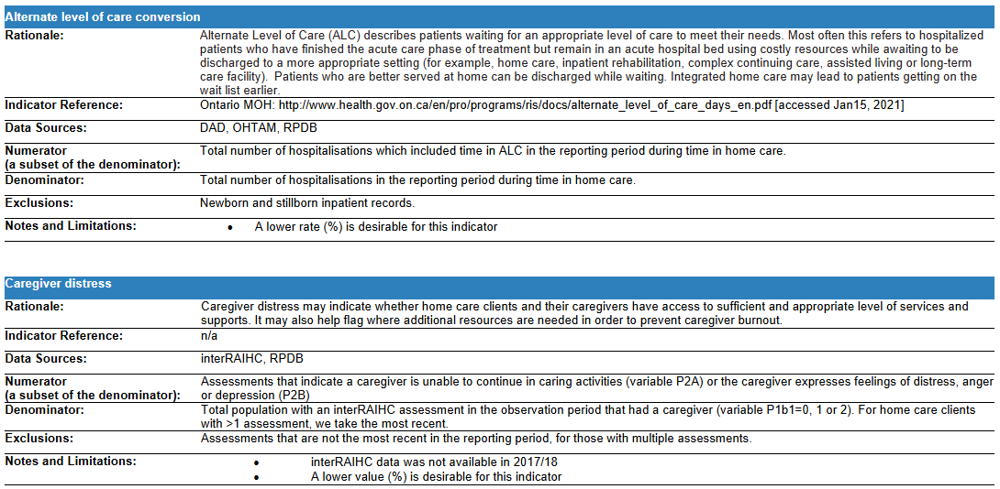 Alternate level of care conversion
Rationale: Alternate Level of Care (ALC) describes patients waiting for an appropriate level of care to meet their needs. Most often this refers to hospitalized
patients who have finished the acute care phase of treatment but remain in an acute hospital bed using costly resources while awaiting to be
discharged to a more appropriate setting (for example, home care, inpatient rehabilitation, complex continuing care, assisted living or long-term
care facility).  Patients who are better served at home can be discharged while waiting. Integrated home care may lead to patients getting on the
wait list earlier.
Indicator Reference: Ontario MOH: http://www.health.gov.on.ca/en/pro/programs/ris/docs/alternate_level_of_care_days_en.pdf [accessed Jan15, 2021]
Data Sources: DAD, OHTAM, RPDB
Numerator Total number of hospitalisations which included time in ALC in the reporting period during time in home care.
(a subset of the denominator):
Denominator: Total number of hospitalisations in the reporting period during time in home care.
Exclusions: Newborn and stillborn inpatient records.
Notes and Limitations: • A lower rate (%) is desirable for this indicator
Caregiver distress
Rationale: Caregiver distress may indicate whether home care clients and their caregivers have access to sufficient and appropriate level of services and
supports. It may also help flag where additional resources are needed in order to prevent caregiver burnout.
Indicator Reference: n/a
Data Sources: interRAIHC, RPDB
Numerator Assessments that indicate a caregiver is unable to continue in caring activities (variable P2A) or the caregiver expresses feelings of distress, anger
(a subset of the denominator): or depression (P2B)
Denominator: Total population with an interRAIHC assessment in the observation period that had a caregiver (variable P1b1=0, 1 or 2). For home care clients
with >1 assessment, we take the most recent.
Exclusions: Assessments that are not the most recent in the reporting period, for those with multiple assessments.
Notes and Limitations: • interRAIHC data was not available in 2017/18
• A lower value (%) is desirable for this indicator